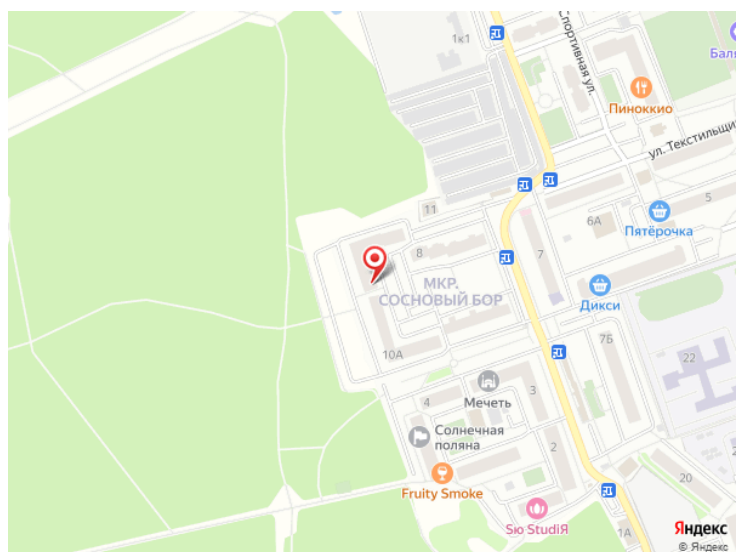 1к1
Спортивная ул.
Баля
Пиноккио
ул. Текстильщи
5
11
6А
Пятёрочка
8
7
МКР.
СОСНОВЫЙ БОР
Дикси
10А
7Б
22
Мечеть
3
4
Солнечная
поляна
2
Fruity Smoke
20
Sю StudiЯ
1А
Яндекс
© Яндекс